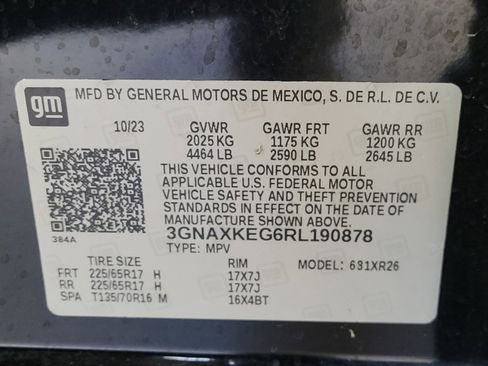 gm MFD BY GENERAL MOTORS DE MEXICO, S. DE R.L. DE C.V.
10/23 GVWR GAWR FRT GAWR RR
2025 KG 1175 KG 1200 KG
4464 LB 2590 LB 2645 LB
THIS VEHICLE CONFORMS TO ALL
APPLICABLE U.S. FEDERAL MOTOR
VEHICLE SAFETY AND THEFT PREVENTION
STANDARDS IN EFFECT ON THE DATE OF
MANUFACTURE SHOWN ABOVE.
384A
3GNAXKEG6RL190878
TYPE: MPV
TIRE SIZE RIM MODEL: 631XR26
FRT 225/65R17 H 17X7J
RR 225/65R17 H 17X7J
SPA T135/70R16 M 16X4BT